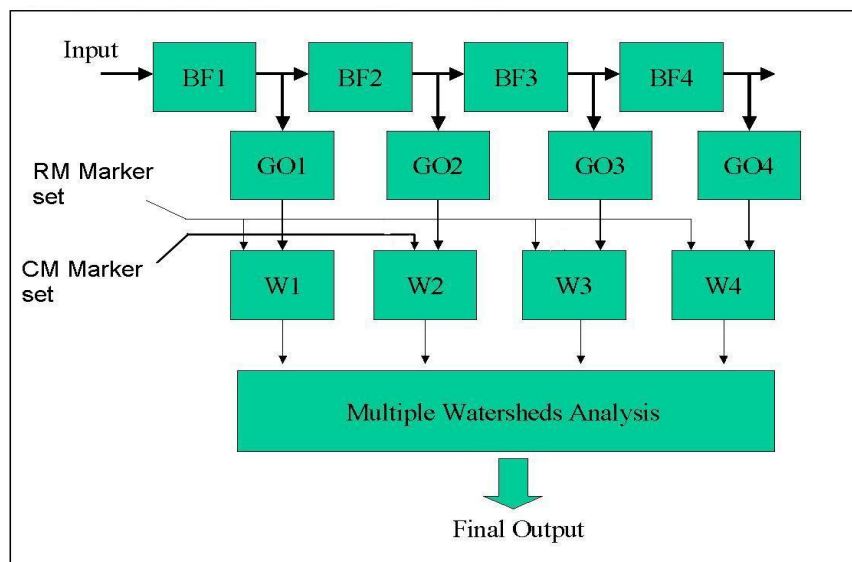 Input
BF1
BF2
BF3
BF4
GO1
GO2
GO3
GO4
RM Marker
set
CM Marker
set
W1
W2
W3
W4
Multiple Watersheds Analysis
Final Output